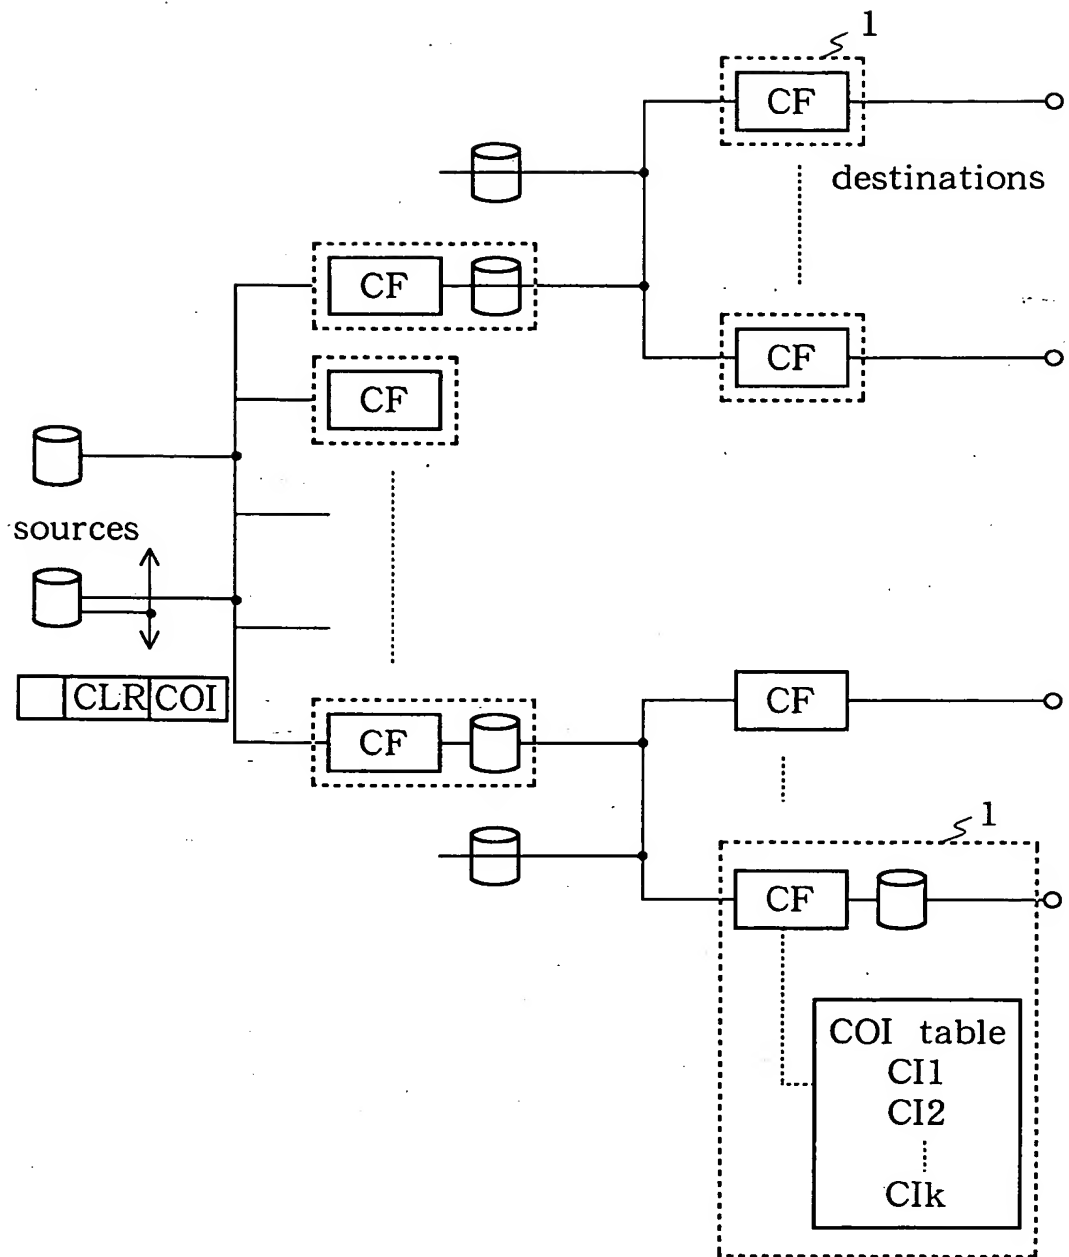 1
CF
destinations
CF
CF
CF
sources
CLR COI
CF
CF
1
CF
COI table
CI1
CI2
CIk